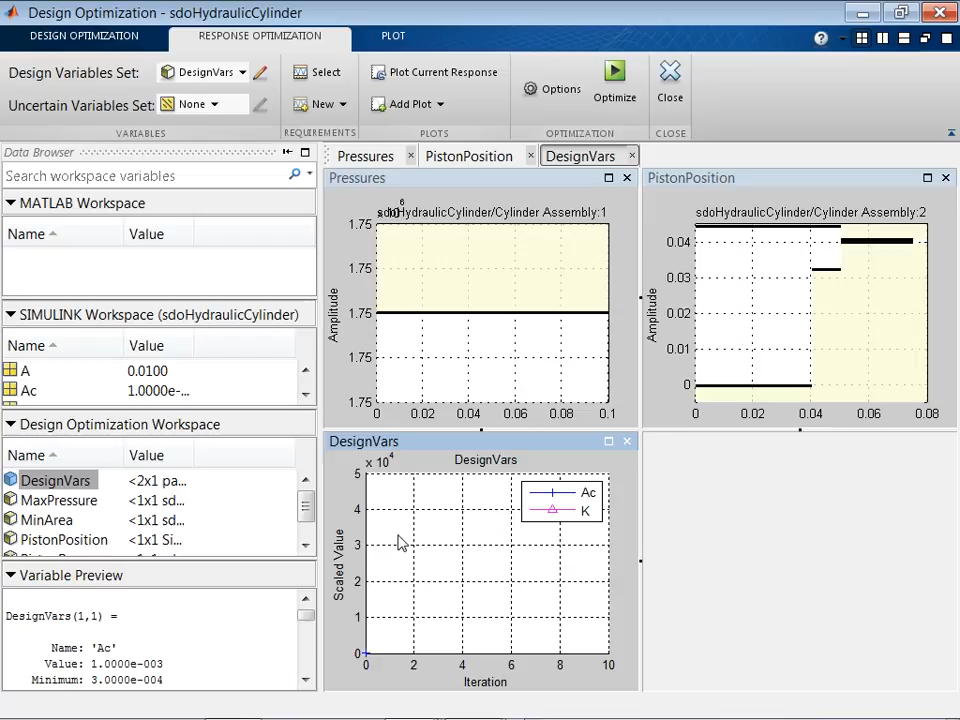 Design Optimization - sdoHydraulicCylinder
DESIGN OPTIMIZATION
RESPONSE OPTIMIZATION
PLOT
Design Variables Set:
DesignVars
Uncertain Variables Set:
None
Select
New
Plot Current Response
Add Plot
Options
Optimize
Close
VARIABLES
REQUIREMENTS
PLOTS
OPTIMIZATION
CLOSE
Data Browser
Search workspace variables
MATLAB Workspace
Name
Value
SIMULINK Workspace (sdoHydraulicCylinder)
Name
Value
A
0.0100
Ac
1.0000e-...
Design Optimization Workspace
Name
Value
DesignVars
<2x1 pa...
MaxPressure
<1x1 sd...
MinArea
<1x1 sd...
PistonPosition
<1x1 Si...
Variable Preview
DesignVars(1,1) =
Name: 'Ac'
Value: 1.0000e-003
Minimum: 3.0000e-004
Pressures
PistonPosition
DesignVars
Pressures
sdoHydraulicCylinder/Cylinder Assembly:1
1.75
1.75
1.75
1.75
1.75
Amplitude
0 0.02 0.04 0.06 0.08 0.1
PistonPosition
sdoHydraulicCylinder/Cylinder Assembly:2
0.04
0.03
0.02
0.01
0
Amplitude
0 0.02 0.04 0.06 0.08
DesignVars
x 10^4
DesignVars
5
4
3
2
1
0
Scaled Value
Ac
K
0 2 4 6 8 10
Iteration